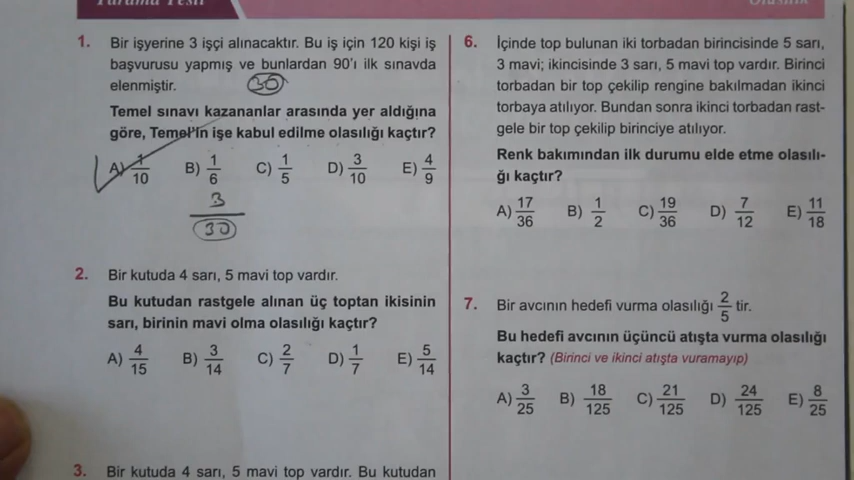 Tarama Testi
Olasılık
1. Bir işyerine 3 işçi alınacaktır. Bu iş için 120 kişi iş
başvurusu yapmış ve bunlardan 90'ı ilk sınavda
elenmiştir.
30
Temel sınavı kazananlar arasında yer aldığına
göre, Temel'in işe kabul edilme olasılığı kaçtır?
A) 1/10 B) 1/6 C) 1/5 D) 3/10 E) 4/9
3
30
2. Bir kutuda 4 sarı, 5 mavi top vardır.
Bu kutudan rastgele alınan üç toptan ikisinin
sarı, birinin mavi olma olasılığı kaçtır?
A) 4/15 B) 3/14 C) 2/7 D) 1/7 E) 5/14
3. Bir kutuda 4 sarı, 5 mavi top vardır. Bu kutudan
6. İçinde top bulunan iki torbadan birincisinde 5 sarı,
3 mavi; ikincisinde 3 sarı, 5 mavi top vardır. Birinci
torbadan bir top çekilip rengine bakılmadan ikinci
torbaya atılıyor. Bundan sonra ikinci torbadan rast-
gele bir top çekilip birinciye atılıyor.
Renk bakımından ilk durumu elde etme olasılı-
ğı kaçtır?
A) 17/36 B) 1/2 C) 19/36 D) 7/12 E) 11/18
7. Bir avcının hedefi vurma olasılığı 2/5 tir.
Bu hedefi avcının üçüncü atışta vurma olasılığı
kaçtır? (Birinci ve ikinci atışta vuramayıp)
A) 3/25 B) 18/125 C) 21/125 D) 24/125 E) 8/25